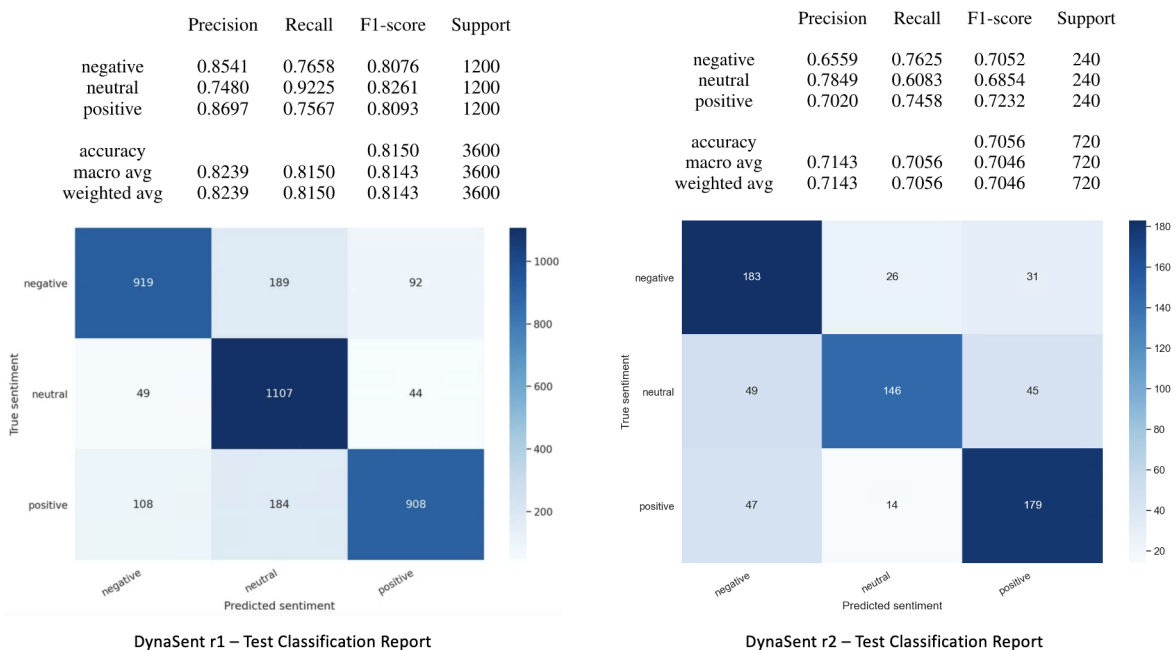 Precision Recall F1-score Support
negative 0.8541 0.7658 0.8076 1200
neutral 0.7480 0.9225 0.8261 1200
positive 0.8697 0.7567 0.8093 1200
accuracy 0.8150 3600
macro avg 0.8239 0.8150 0.8143 3600
weighted avg 0.8239 0.8150 0.8143 3600
negative 919 189 92
neutral 49 1107 44
positive 108 184 908
negative neutral positive
True sentiment
Predicted sentiment
1000
800
600
400
200
DynaSent r1 – Test Classification Report
Precision Recall F1-score Support
negative 0.6559 0.7625 0.7052 240
neutral 0.7849 0.6083 0.6854 240
positive 0.7020 0.7458 0.7232 240
accuracy 0.7056 720
macro avg 0.7143 0.7056 0.7046 720
weighted avg 0.7143 0.7056 0.7046 720
negative 183 26 31
neutral 49 146 45
positive 47 14 179
negative neutral positive
True sentiment
Predicted sentiment
180
160
140
120
100
80
60
40
20
DynaSent r2 – Test Classification Report